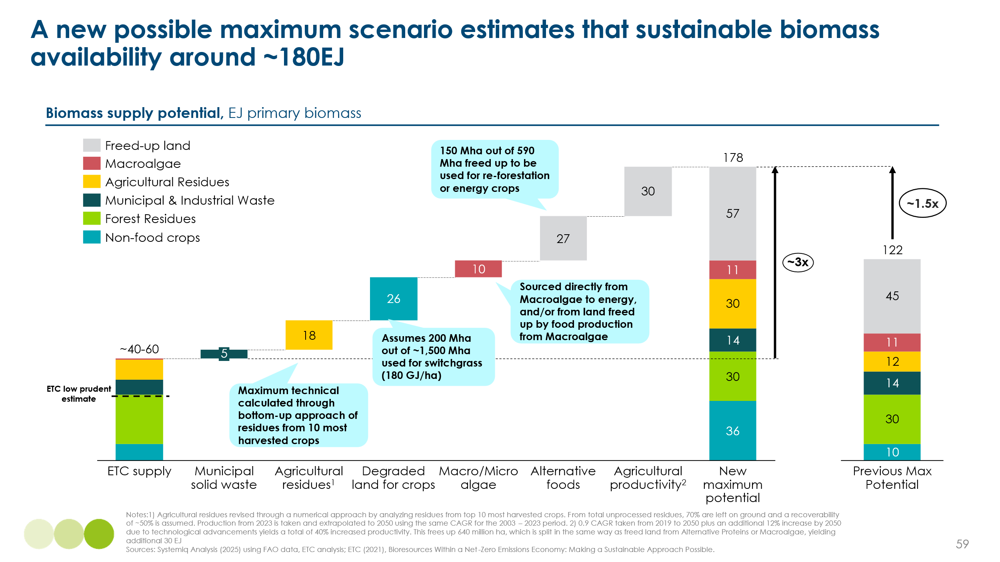 A new possible maximum scenario estimates that sustainable biomass
availability around ~180EJ
Biomass supply potential, EJ primary biomass
Freed-up land
Macroalgae
Agricultural Residues
Municipal & Industrial Waste
Forest Residues
Non-food crops
150 Mha out of 590
Mha freed up to be
used for re-forestation
or energy crops
178
30
57
~1.5x
27
122
~3x
10
11
Sourced directly from
Macroalgae to energy,
and/or from land freed
up by food production
from Macroalgae
26
30
45
18
14
11
Assumes 200 Mha
out of ~1,500 Mha
used for switchgrass
(180 GJ/ha)
~40-60
5
12
30
14
ETC low prudent
estimate
Maximum technical
calculated through
bottom-up approach of
residues from 10 most
harvested crops
30
36
10
ETC supply
Municipal
solid waste
Agricultural
residues1
Degraded
land for crops
Macro/Micro
algae
Alternative
foods
Agricultural
productivity2
New
maximum
potential
Previous Max
Potential
Notes:1) Agricultural residues revised through a numerical approach by analyzing residues from top 10 most harvested crops. From total unprocessed residues, 70% are left on ground and a recoverability
of ~50% is assumed. Production from 2023 is taken and extrapolated to 2050 using the same CAGR for the 2003 – 2023 period. 2) 0.9 CAGR taken from 2019 to 2050 plus an additional 12% increase by 2050
due to technological advancements yields a total of 40% increased productivity. This frees up 640 million ha, which is split in the same way as freed land from Alternative Proteins or Macroalgae, yielding
additional 30 EJ
Sources: Systemiq Analysis (2025) using FAO data, ETC analysis; ETC (2021), Bioresources Within a Net-Zero Emissions Economy: Making a Sustainable Approach Possible.
59